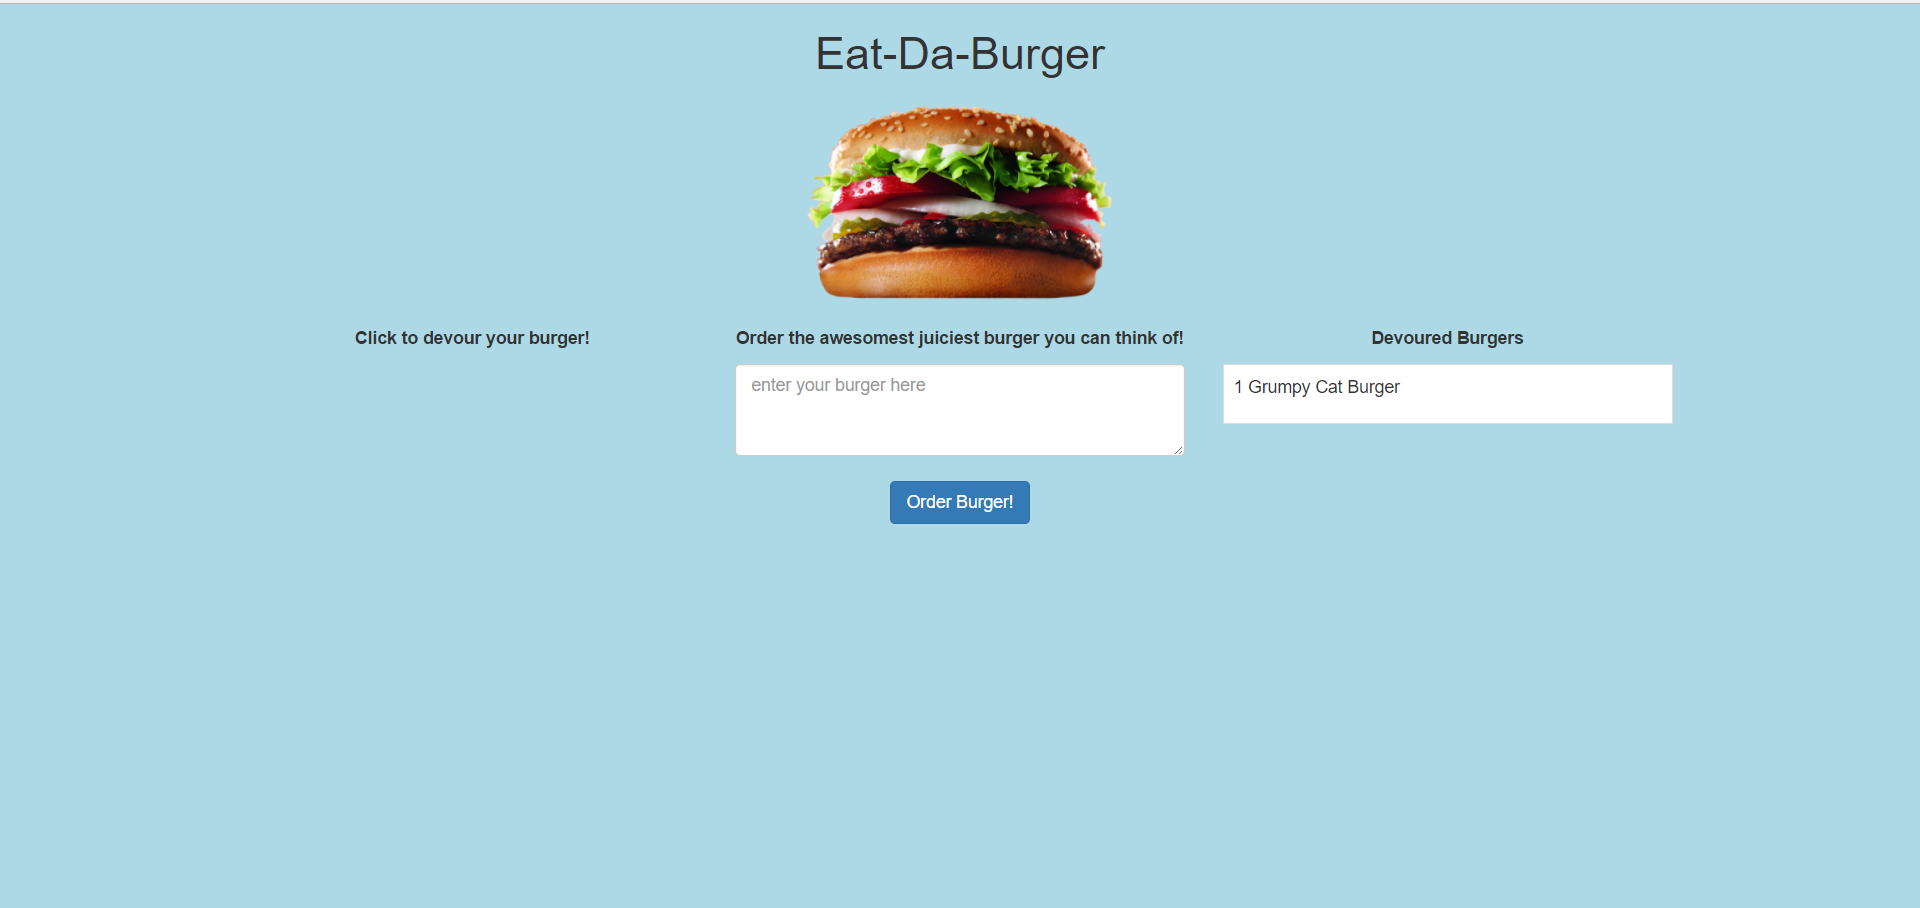 Eat-Da-Burger
Click to devour your burger!
Order the awesomest juiciest burger you can think of!
enter your burger here
Order Burger!
Devoured Burgers
1 Grumpy Cat Burger